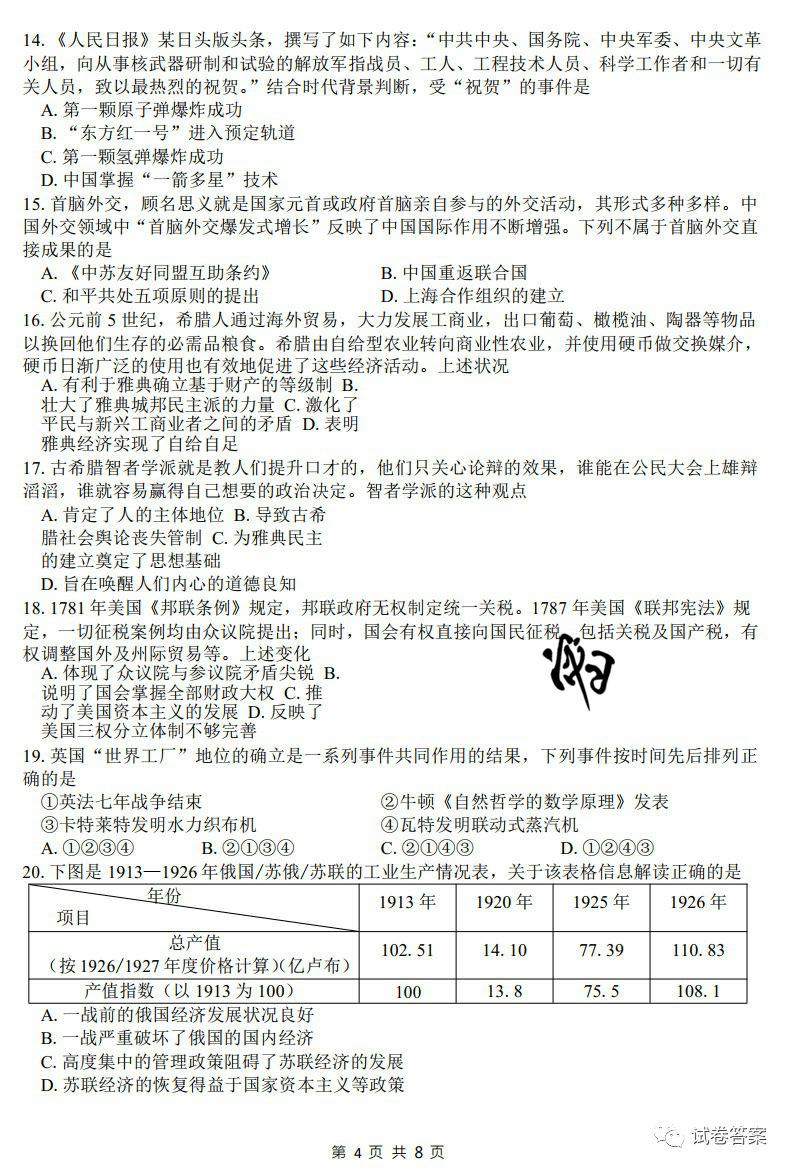 14. 《人民日报》某日头版头条，撰写了如下内容：“中共中央、国务院、中央军委、中央文革
小组，向从事核武器研制和试验的解放军指战员、工人、工程技术人员、科学工作者和一切有
关人员，致以最热烈的祝贺。”结合时代背景判断，受“祝贺”的事件是
A. 第一颗原子弹爆炸成功
B. “东方红一号”进入预定轨道
C. 第一颗氢弹爆炸成功
D. 中国掌握“一箭多星”技术
15. 首脑外交，顾名思义就是国家元首或政府首脑亲自参与的外交活动，其形式多种多样。中
国外交领域中“首脑外交爆发式增长”反映了中国国际作用不断增强。下列不属于首脑外交直
接成果的是
A. 《中苏友好同盟互助条约》 B. 中国重返联合国
C. 和平共处五项原则的提出 D. 上海合作组织的建立
16. 公元前 5 世纪，希腊人通过海外贸易，大力发展工商业，出口葡萄、橄榄油、陶器等物品
以换回他们生存的必需品粮食。希腊由自给型农业转向商业性农业，并使用硬币做交换媒介，
硬币日渐广泛的使用也有效地促进了这些经济活动。上述状况
A. 有利于雅典确立基于财产的等级制 B.
壮大了雅典城邦民主派的力量 C. 激化了
平民与新兴工商业者之间的矛盾 D. 表明
雅典经济实现了自给自足
17. 古希腊智者学派就是教人们提升口才的，他们只关心论辩的效果，谁能在公民大会上雄辩
滔滔，谁就容易赢得自己想要的政治决定。智者学派的这种观点
A. 肯定了人的主体地位 B. 导致古希
腊社会舆论丧失管制 C. 为雅典民主
的建立奠定了思想基础
D. 旨在唤醒人们内心的道德良知
18. 1781 年美国《邦联条例》规定，邦联政府无权制定统一关税。1787 年美国《联邦宪法》规
定，一切征税案例均由众议院提出；同时，国会有权直接向国民征税，包括关税及国产税，有
权调整国外及州际贸易等。上述变化
A. 体现了众议院与参议院矛盾尖锐 B.
说明了国会掌握全部财政大权 C. 推
动了美国资本主义的发展 D. 反映了
美国三权分立体制不够完善
19. 英国“世界工厂”地位的确立是一系列事件共同作用的结果，下列事件按时间先后排列正
确的是
①英法七年战争结束 ②牛顿《自然哲学的数学原理》发表
③卡特莱特发明水力织布机 ④瓦特发明联动式蒸汽机
A. ①②③④ B. ②①③④ C. ②①④③ D. ①②④③
20. 下图是 1913—1926 年俄国/苏俄/苏联的工业生产情况表，关于该表格信息解读正确的是
年份
项目 1913 年 1920 年 1925 年 1926 年
总产值
（按 1926/1927 年度价格计算）（亿卢布） 102.51 14.10 77.39 110.83
产值指数（以 1913 为 100） 100 13.8 75.5 108.1
A. 一战前的俄国经济发展状况良好
B. 一战严重破坏了俄国的国内经济
C. 高度集中的管理政策阻碍了苏联经济的发展
D. 苏联经济的恢复得益于国家资本主义等政策
试卷答案
第 4 页 共 8 页